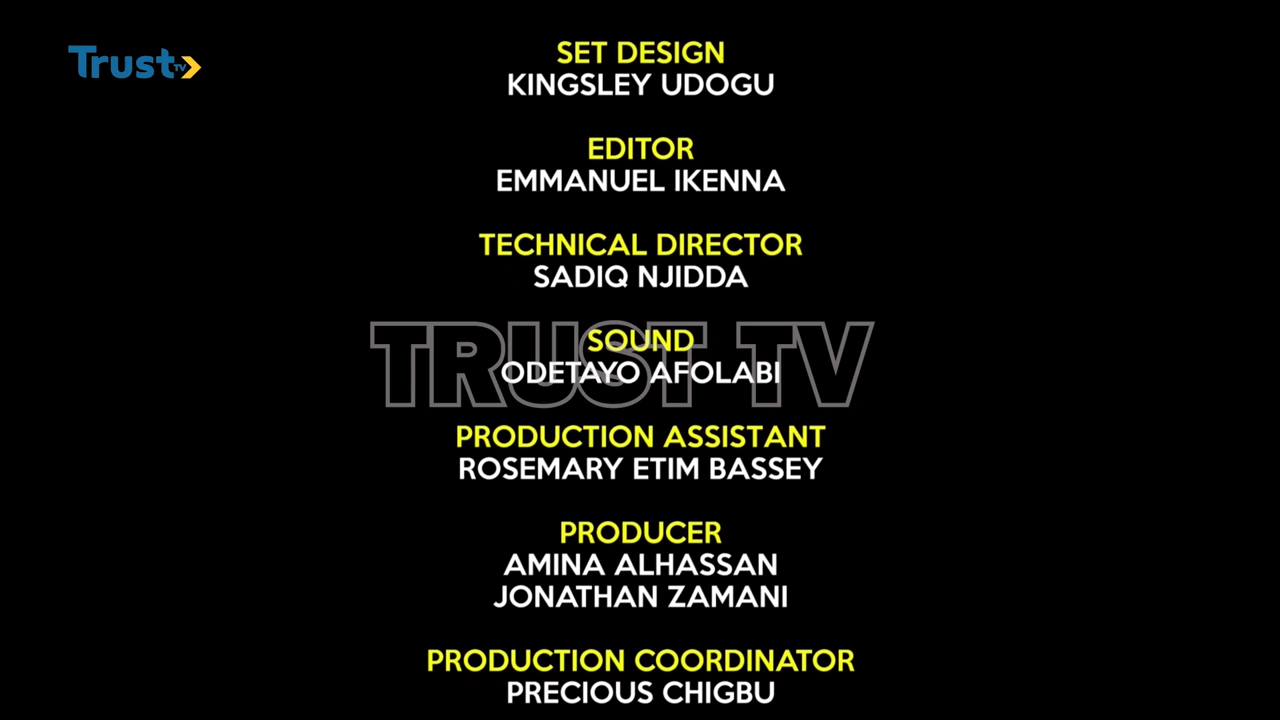 Trust TV
SET DESIGN
KINGSLEY UDOGU
EDITOR
EMMANUEL IKENNA
TECHNICAL DIRECTOR
SADIQ NJIDDA
TRUST TV
SOUND
ODETAYO AFOLABI
PRODUCTION ASSISTANT
ROSEMARY ETIM BASSEY
PRODUCER
AMINA ALHASSAN
JONATHAN ZAMANI
PRODUCTION COORDINATOR
PRECIOUS CHIGBU